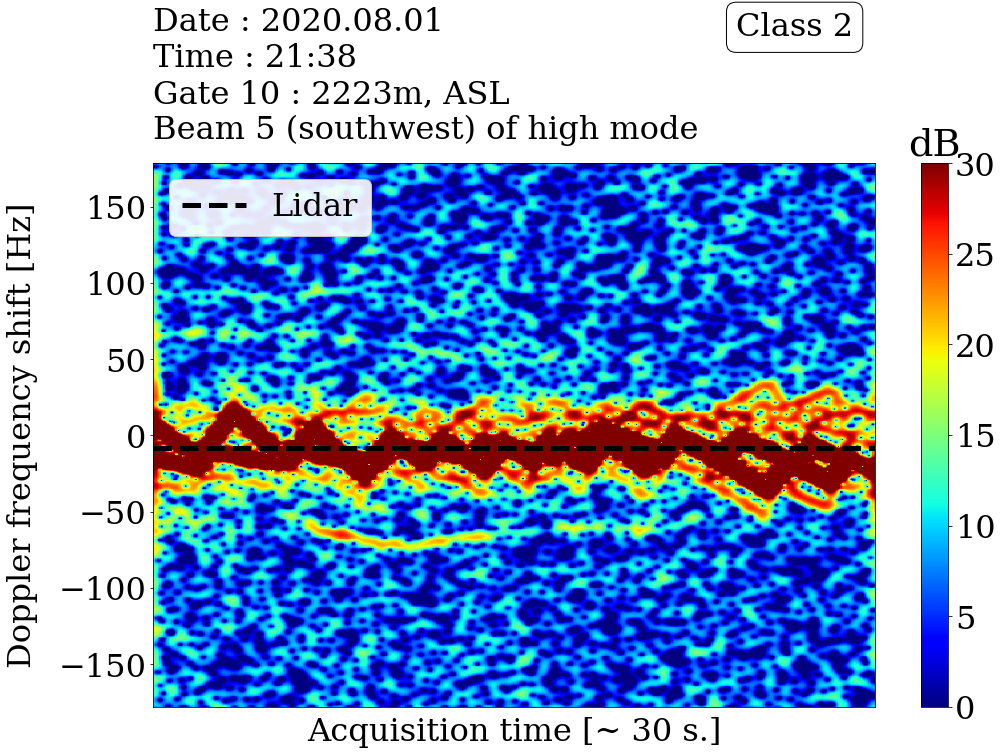 Date : 2020.08.01
Time : 21:38
Gate 10 : 2223m, ASL
Beam 5 (southwest) of high mode
Class 2
dB
Lidar
Doppler frequency shift [Hz]
150
100
50
0
−50
−100
−150
Acquisition time [~ 30 s.]
30
25
20
15
10
5
0